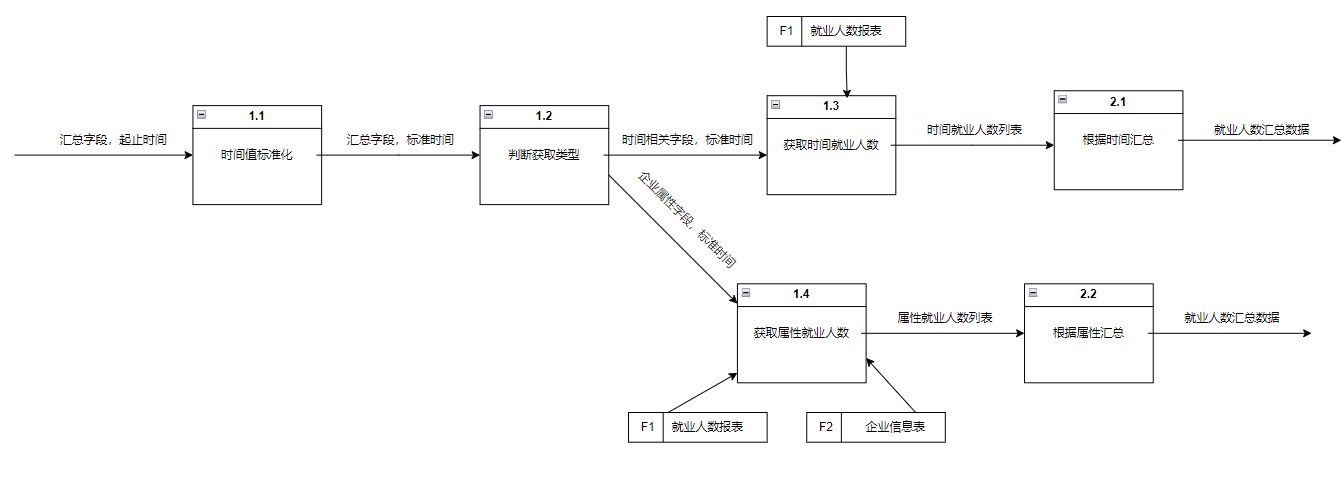 F1 就业人数报表
1.1
1.2
1.3
2.1
汇总字段，起止时间
时间值标准化
汇总字段，标准时间
判断获取类型
时间相关字段，标准时间
获取时间就业人数
时间就业人数列表
根据时间汇总
就业人数汇总数据
企业属性字段，标准时间
1.4
2.2
获取属性就业人数
属性就业人数列表
根据属性汇总
就业人数汇总数据
F1 就业人数报表
F2 企业信息表